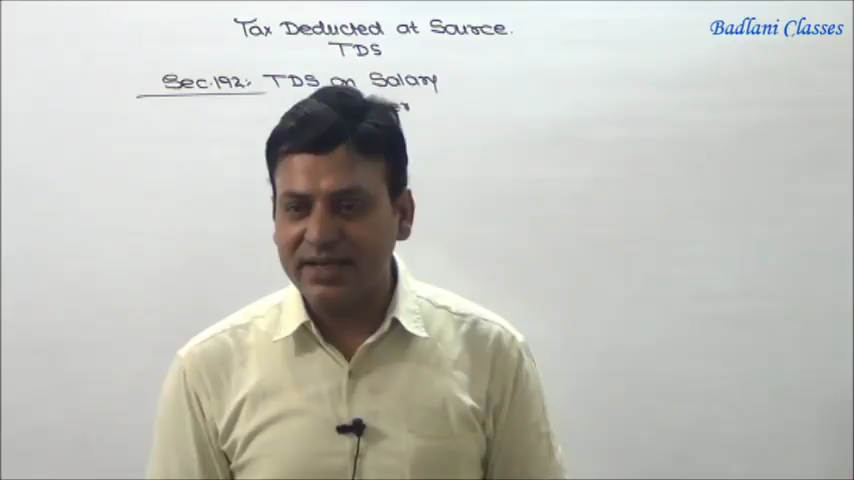 Tax Deducted at Source.
TDS
Badlani Classes
Sec.192:- TDS on Salary